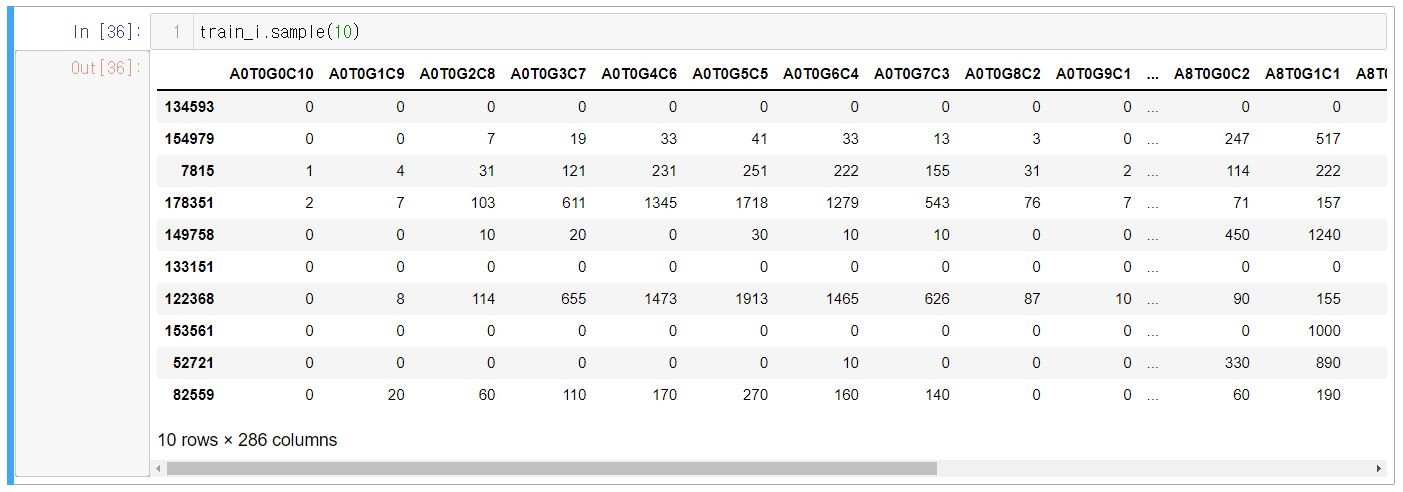 In [36]: 1 train_i.sample(10)
Out[36]:
A0T0G0C10 A0T0G1C9 A0T0G2C8 A0T0G3C7 A0T0G4C6 A0T0G5C5 A0T0G6C4 A0T0G7C3 A0T0G8C2 A0T0G9C1 ... A8T0G0C2 A8T0G1C1 A8T0
134593 0 0 0 0 0 0 0 0 0 0 ... 0 0
154979 0 0 7 19 33 41 33 13 3 0 ... 247 517
7815 1 4 31 121 231 251 222 155 31 2 ... 114 222
178351 2 7 103 611 1345 1718 1279 543 76 7 ... 71 157
149758 0 0 10 20 0 30 10 10 0 0 ... 450 1240
133151 0 0 0 0 0 0 0 0 0 0 ... 0 0
122368 0 8 114 655 1473 1913 1465 626 87 10 ... 90 155
153561 0 0 0 0 0 0 0 0 0 0 ... 0 1000
52721 0 0 0 0 0 0 10 0 0 0 ... 330 890
82559 0 20 60 110 170 270 160 140 0 0 ... 60 190
10 rows × 286 columns